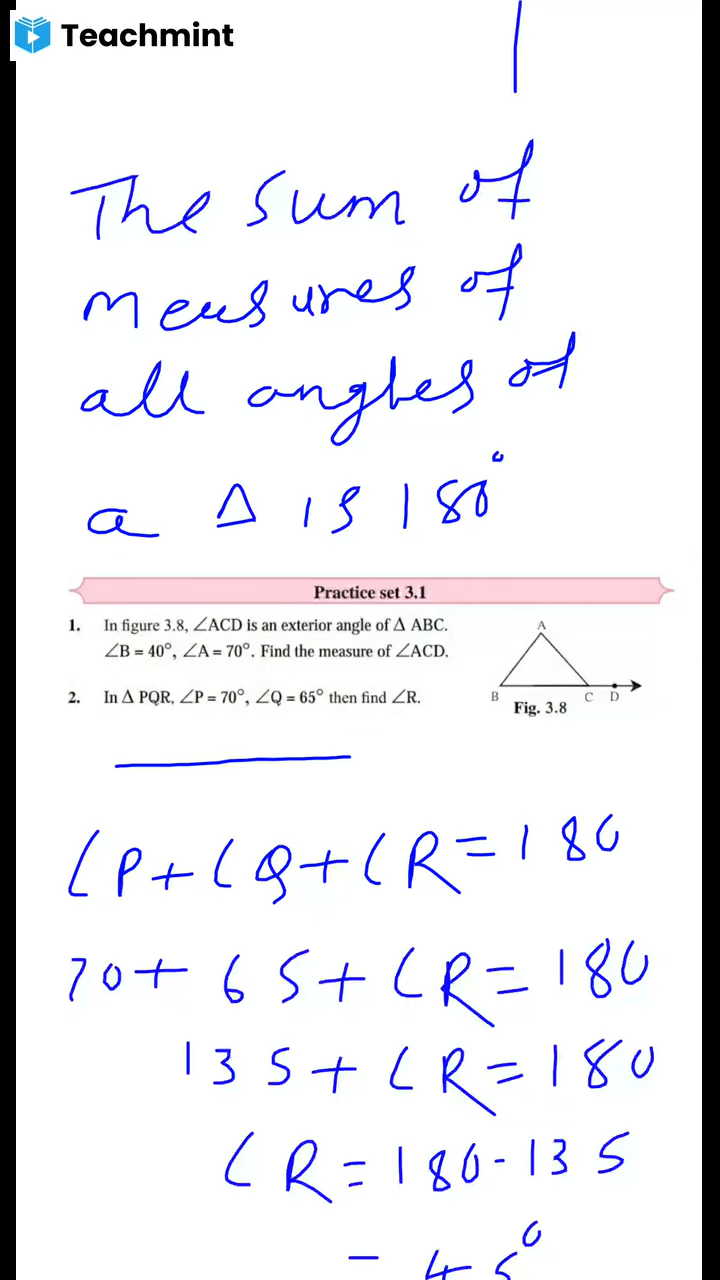 Teachmint
The sum of
measures of
all angles of
a Δ is 180°
Practice set 3.1
1. In figure 3.8, ∠ACD is an exterior angle of Δ ABC.
∠B = 40°, ∠A = 70°. Find the measure of ∠ACD.
2. In Δ PQR, ∠P = 70°, ∠Q = 65° then find ∠R.
A
B
C D
Fig. 3.8
∠P+∠Q+∠R=180
70+65+∠R=180
135+∠R=180
∠R=180-135
= 45°